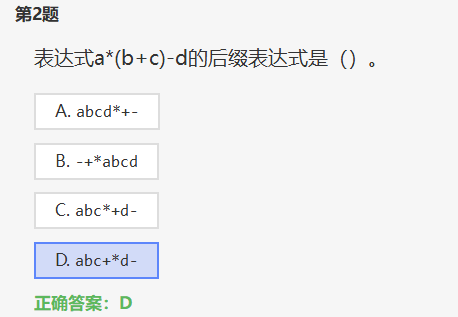 第2题
表达式a*(b+c)-d的后缀表达式是（）。
A. abcd*+-
B. -+*abcd
C. abc*+d-
D. abc+*d-
正确答案：D